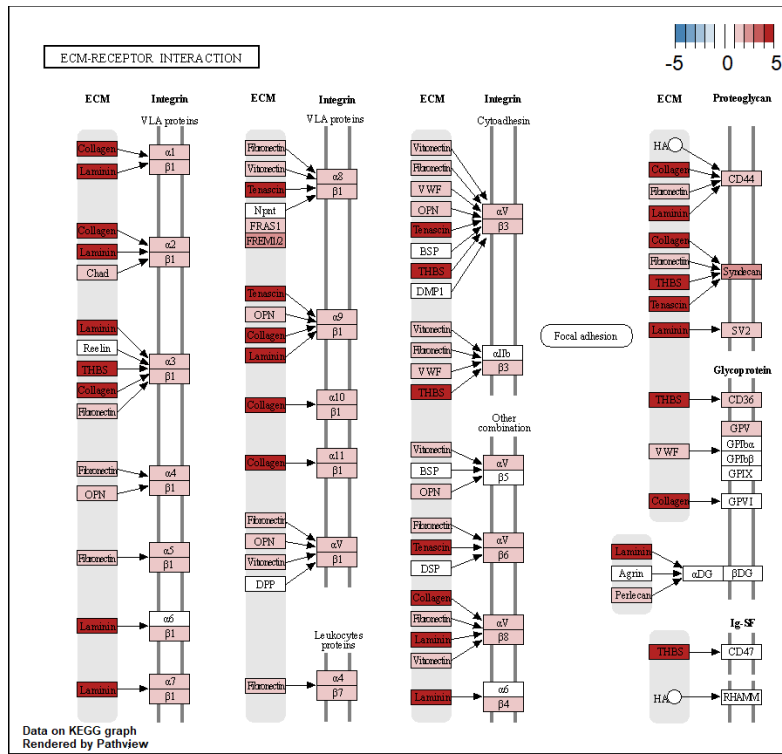 ECM-RECEPTOR INTERACTION
-5 0 5
ECM Integrin
VLA proteins
Collagen
Laminin
α1
β1
Collagen
Laminin
Chad
α2
β1
Laminin
Reelin
THBS
Collagen
Fibronectin
α3
β1
Fibronectin
OPN
α4
β1
Fibronectin
α5
β1
Laminin
α6
β1
Laminin
α7
β1
ECM Integrin
VLA proteins
Fibronectin
Vitronectin
Tenascin
Npnt
FRAS1
FREM1/2
α8
β1
Tenascin
OPN
Collagen
Laminin
α9
β1
Collagen
α10
β1
Collagen
α11
β1
Fibronectin
OPN
Vitronectin
DPP
αV
β1
Leukocytes
proteins
Fibronectin
α4
β7
ECM Integrin
Cytoadhesin
Vitronectin
Fibronectin
VWF
OPN
Tenascin
BSP
THBS
DMP1
αV
β3
Vitronectin
Fibronectin
VWF
THBS
αIIb
β3
Other
combination
Vitronectin
BSP
OPN
αV
β5
Fibronectin
Tenascin
DSP
αV
β6
Collagen
Fibronectin
Laminin
Vitronectin
αV
β8
Laminin
α6
β4
Focal adhesion
ECM Proteoglycan
HA
Collagen
Fibronectin
Laminin
CD44
Collagen
Fibronectin
THBS
Tenascin
Syndecan
Laminin
SV2
Glycoprotein
THBS
CD36
VWF
GPV
GPIbα
GPIbβ
GPIX
Collagen
GPVI
Laminin
Agrin
Perlecan
αDG
βDG
Ig-SF
THBS
CD47
HA
RHAMM
Data on KEGG graph
Rendered by Pathview